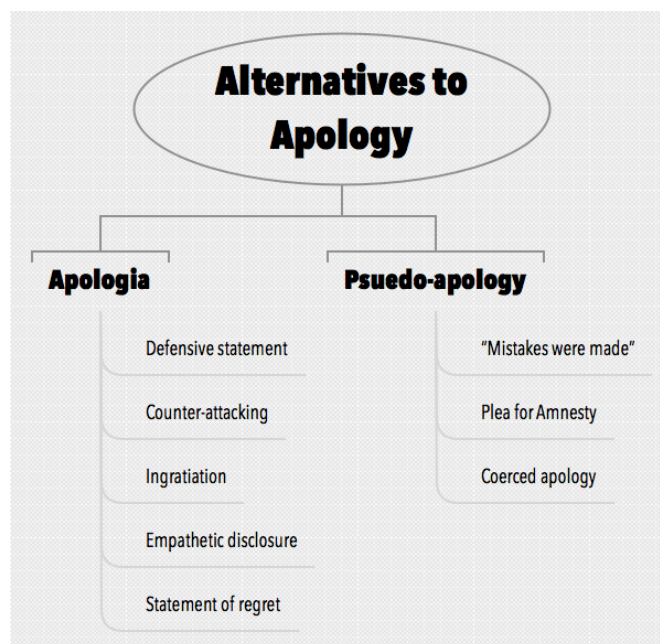 Alternatives to
Apology
Apologia
Psuedo-apology
Defensive statement
Counter-attacking
Ingratiation
Empathetic disclosure
Statement of regret
“Mistakes were made”
Plea for Amnesty
Coerced apology